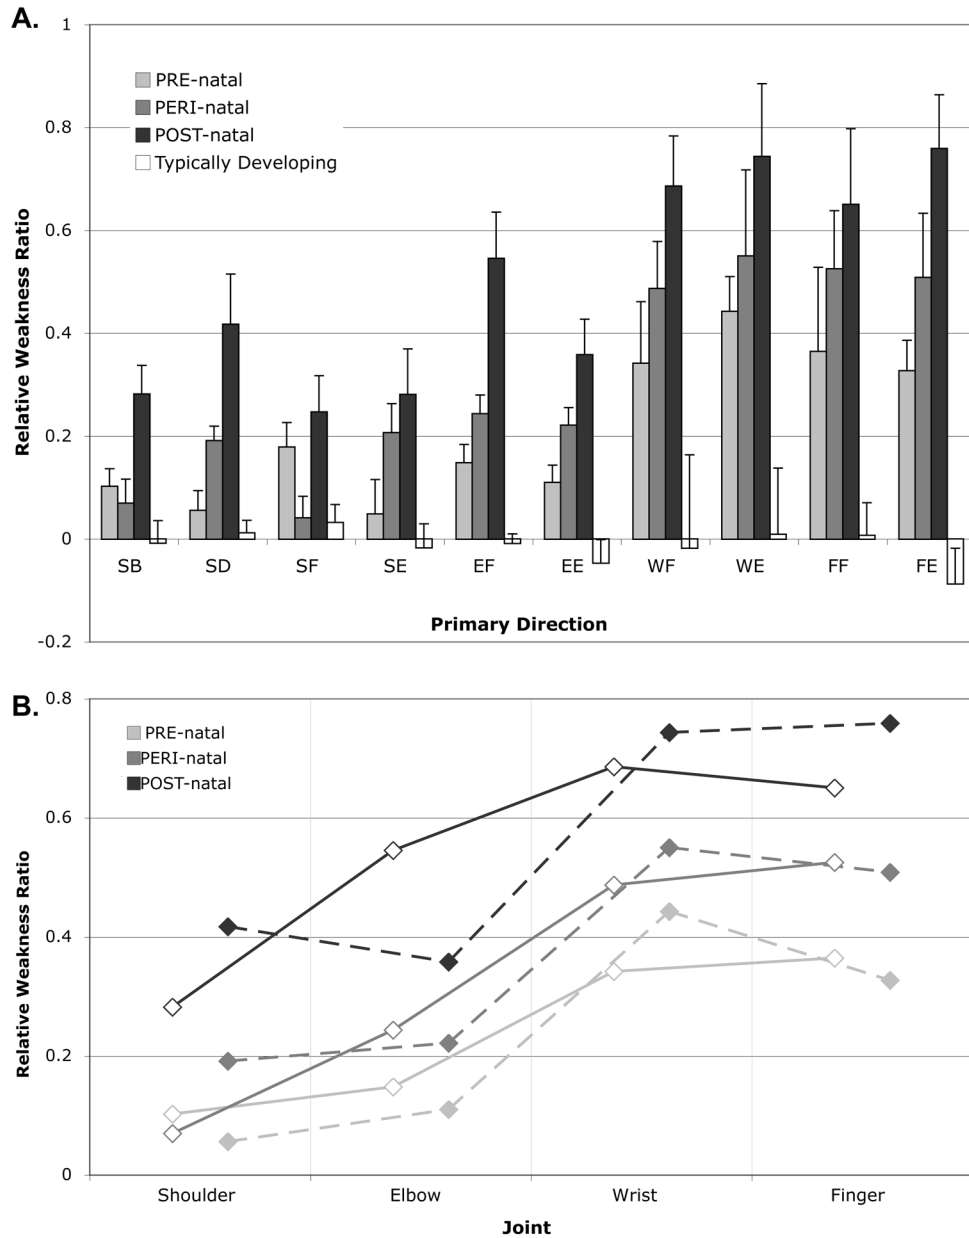 A.
1
0.8
0.6
0.4
0.2
0
-0.2
Relative Weakness Ratio
PRE-natal
PERI-natal
POST-natal
Typically Developing
SB SD SF SE EF EE WF WE FF FE
Primary Direction
B.
0.8
0.6
0.4
0.2
0
Relative Weakness Ratio
PRE-natal
PERI-natal
POST-natal
Shoulder Elbow Wrist Finger
Joint